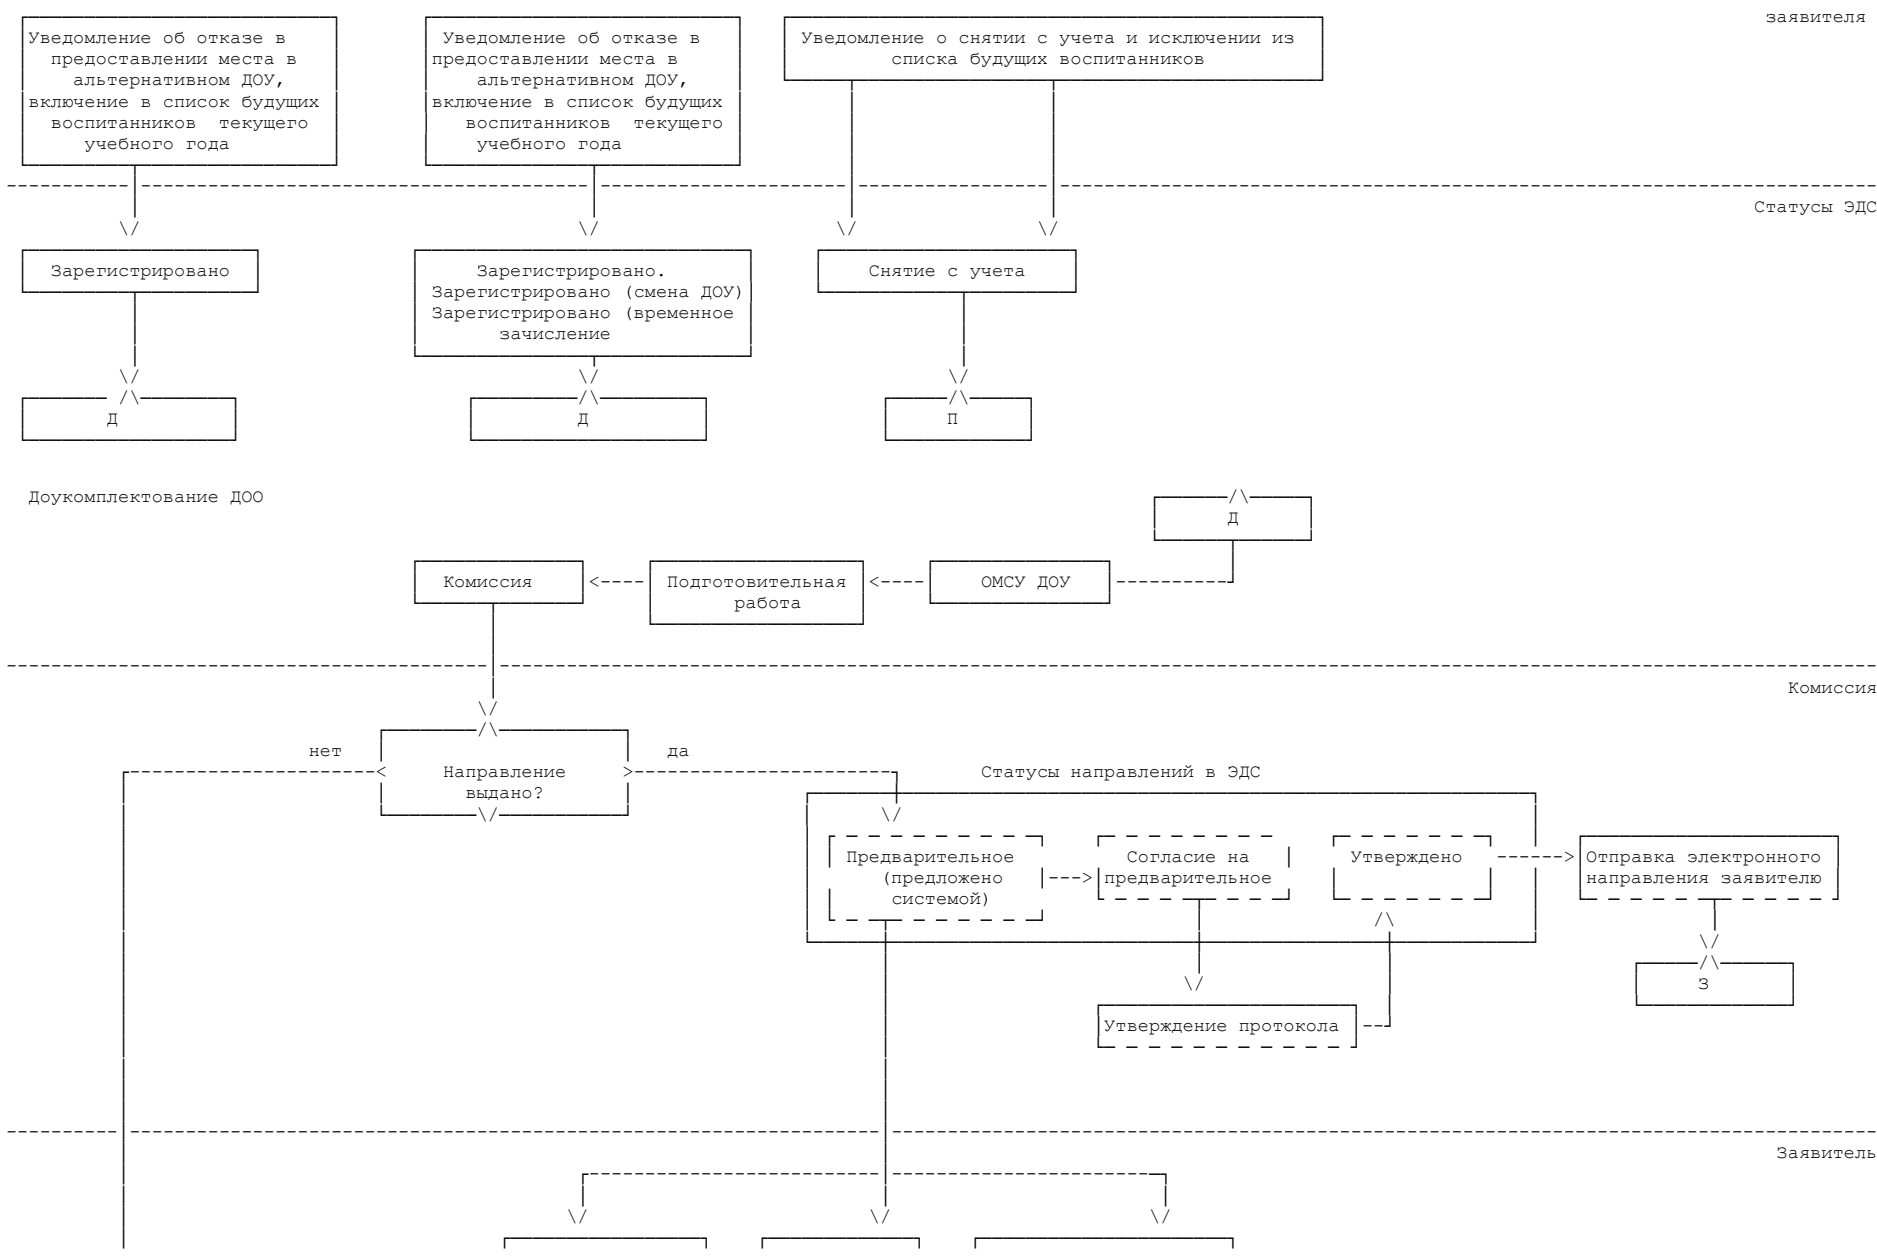 заявителя
Уведомление об отказе в
предоставлении места в
альтернативном ДОУ,
включение в список будущих
воспитанников текущего
учебного года
Уведомление об отказе в
предоставлении места в
альтернативном ДОУ,
включение в список будущих
воспитанников текущего
учебного года
Уведомление о снятии с учета и исключении из
списка будущих воспитанников
Статусы ЭДС
Зарегистрировано
Зарегистрировано.
Зарегистрировано (смена ДОУ)
Зарегистрировано (временное
зачисление
Снятие с учета
Д
Д
П
Доукомплектование ДОО
Д
Комиссия
Подготовительная
работа
ОМСУ ДОУ
Комиссия
нет
Направление
выдано?
да
Статусы направлений в ЭДС
Предварительное
(предложено
системой)
Согласие на
предварительное
Утверждено
Отправка электронного
направления заявителю
З
Утверждение протокола
Заявитель